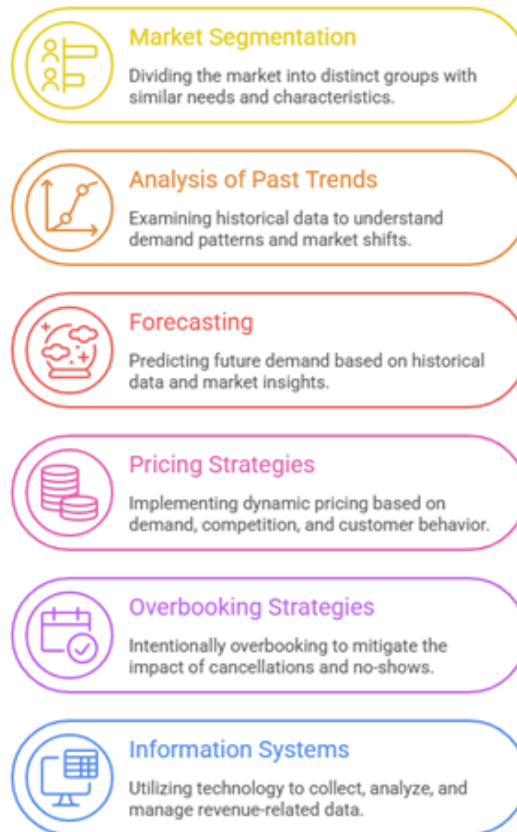 Market Segmentation
Dividing the market into distinct groups with
similar needs and characteristics.
Analysis of Past Trends
Examining historical data to understand
demand patterns and market shifts.
Forecasting
Predicting future demand based on historical
data and market insights.
Pricing Strategies
Implementing dynamic pricing based on
demand, competition, and customer behavior.
Overbooking Strategies
Intentionally overbooking to mitigate the
impact of cancellations and no-shows.
Information Systems
Utilizing technology to collect, analyze, and
manage revenue-related data.